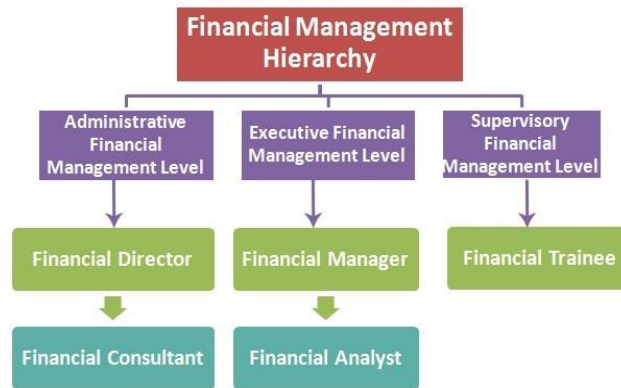 Financial Management
Hierarchy
Administrative
Financial
Management Level
Executive Financial
Management Level
Supervisory
Financial
Management Level
Financial Director
Financial Manager
Financial Trainee
Financial Consultant
Financial Analyst